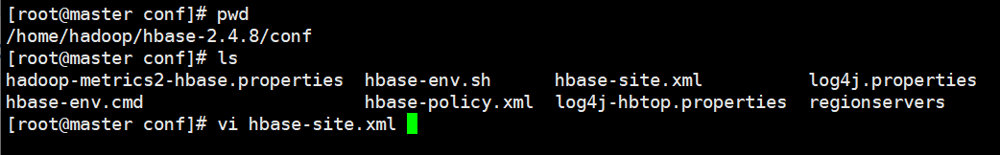 [root@master conf]# pwd
/home/hadoop/hbase-2.4.8/conf
[root@master conf]# ls
hadoop-metrics2-hbase.properties  hbase-env.sh      hbase-site.xml          log4j.properties
hbase-env.cmd                     hbase-policy.xml  log4j-hbtop.properties  regionservers
[root@master conf]# vi hbase-site.xml